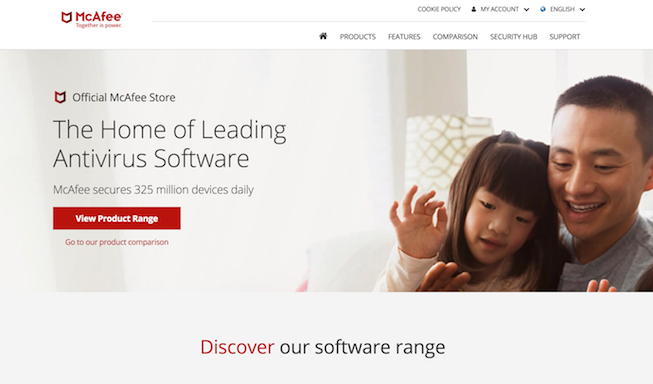 McAfee
Together is power.
COOKIE POLICY MY ACCOUNT ENGLISH
PRODUCTS FEATURES COMPARISON SECURITY HUB SUPPORT
Official McAfee Store
The Home of Leading
Antivirus Software
McAfee secures 325 million devices daily
View Product Range
Go to our product comparison
Discover our software range